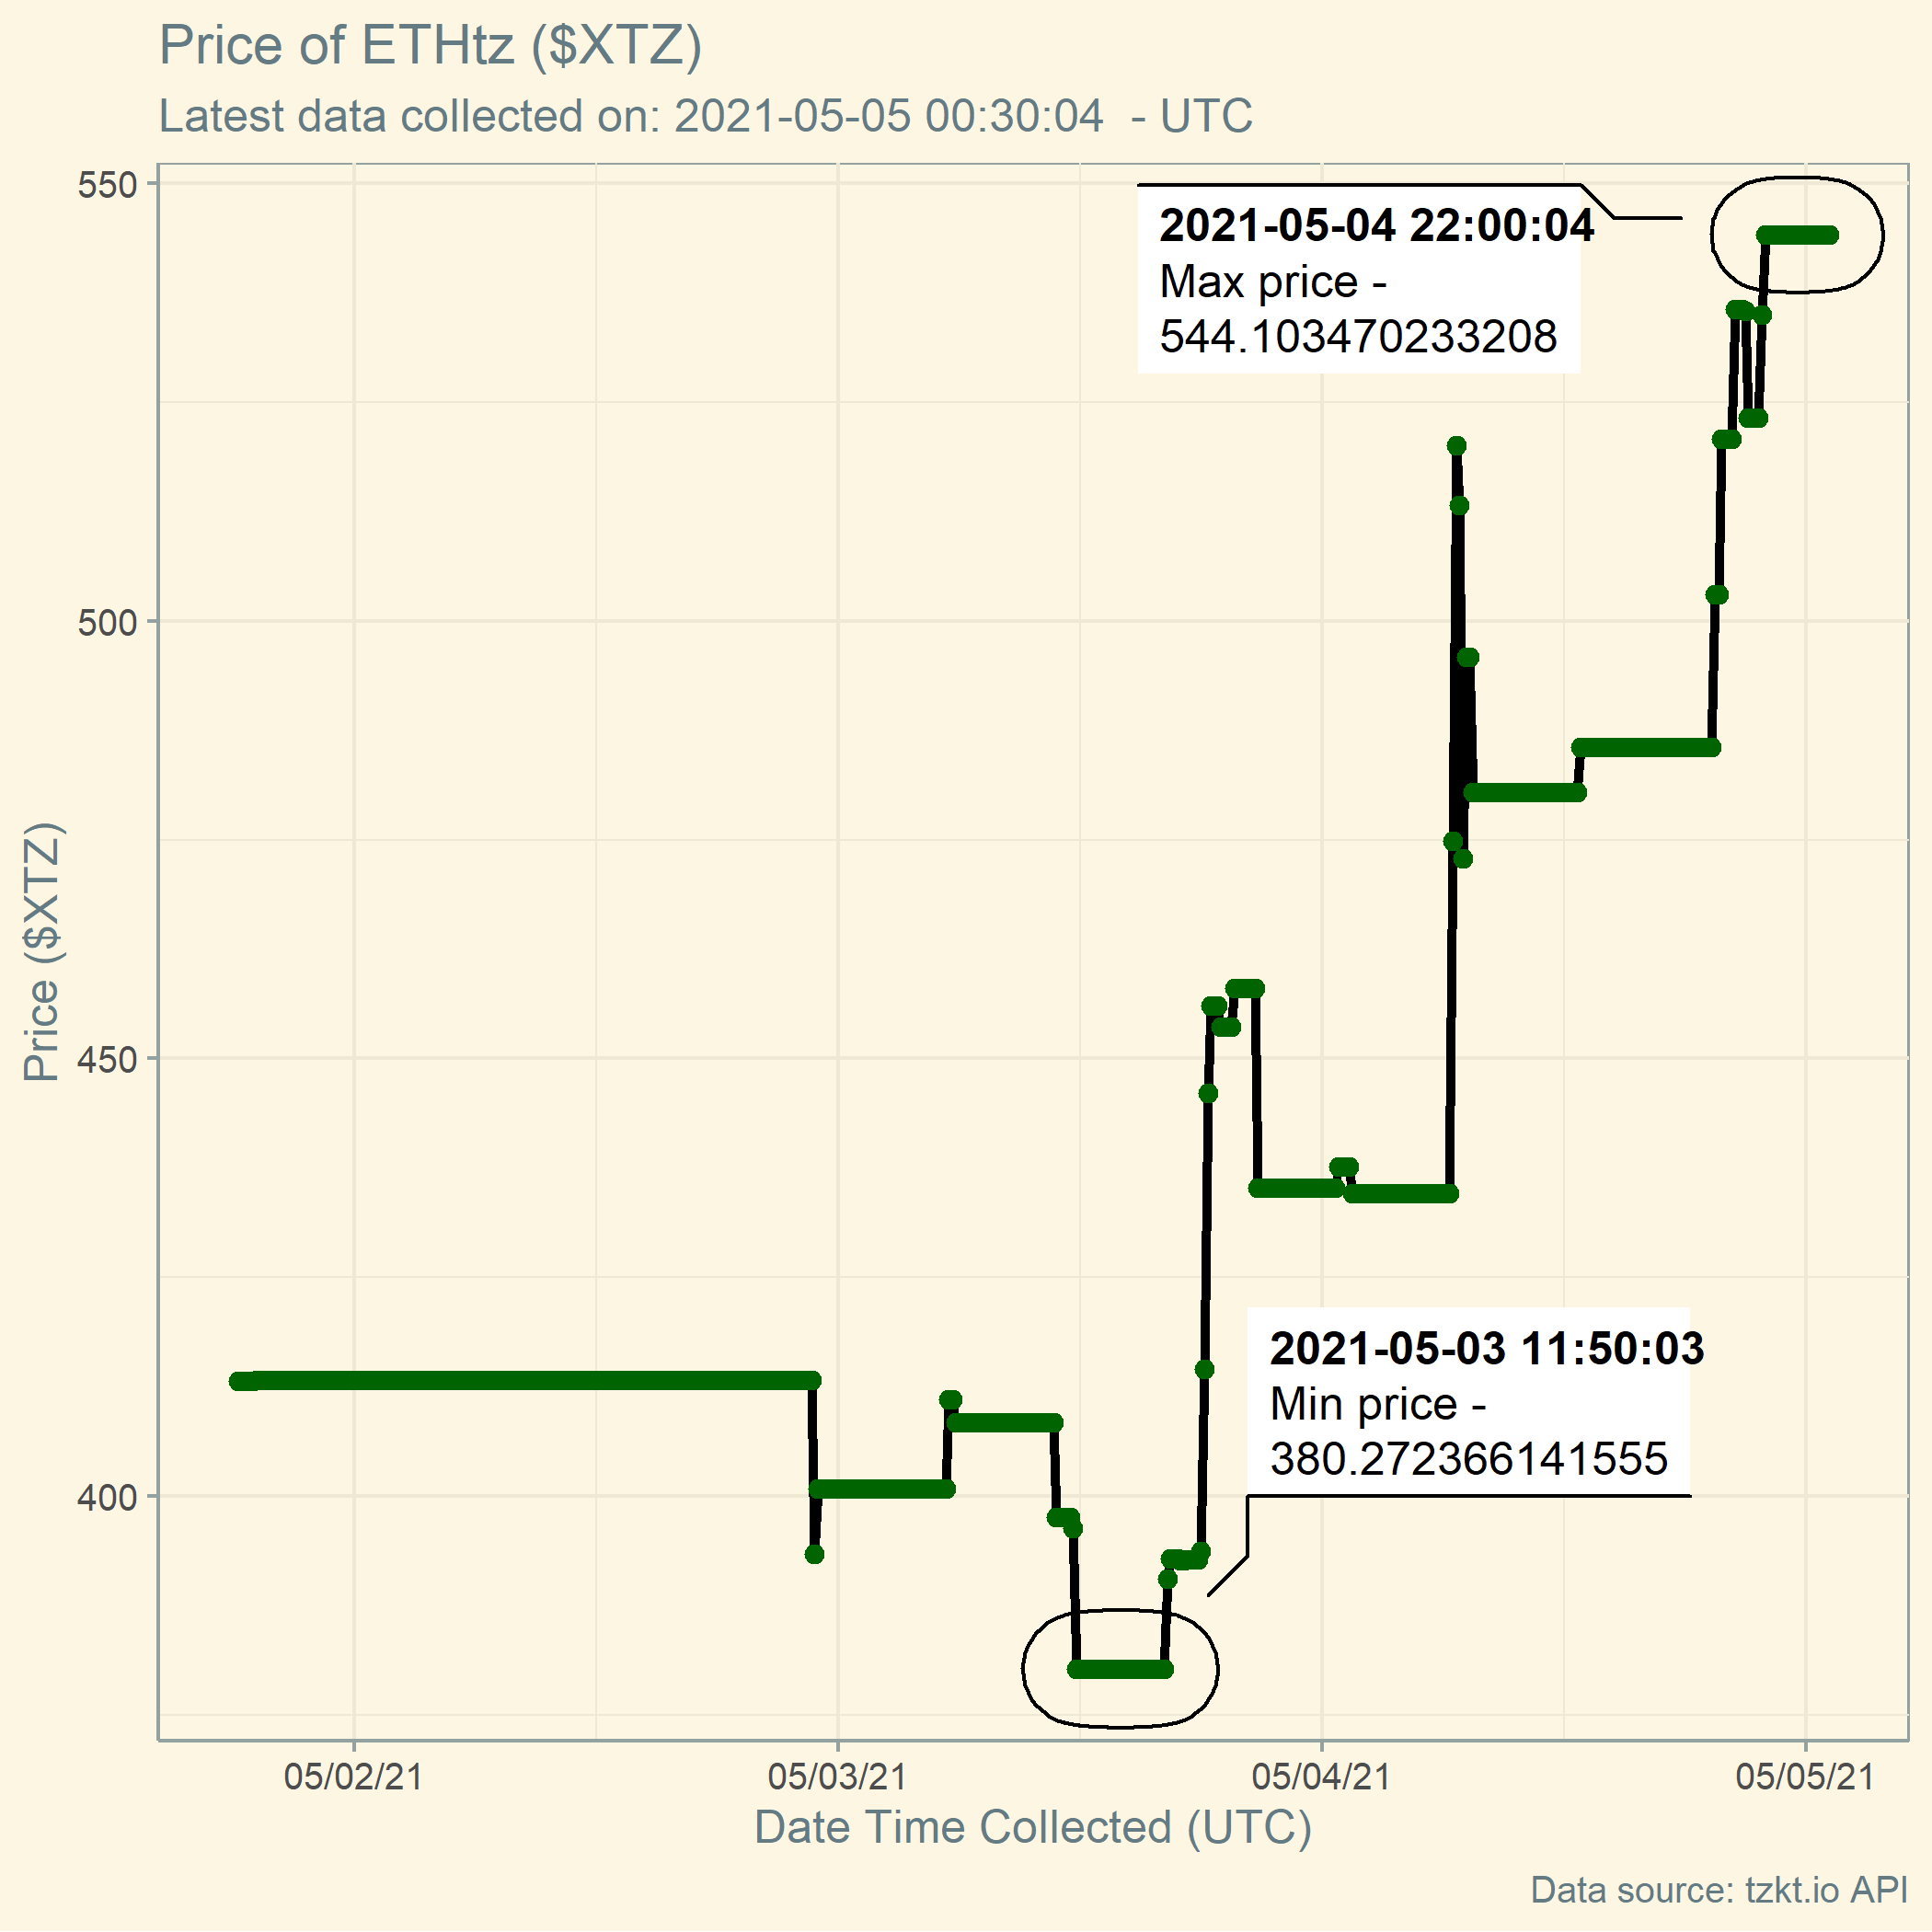 Price of ETHtz ($XTZ)
Latest data collected on: 2021-05-05 00:30:04  - UTC
550
500
450
400
Price ($XTZ)
2021-05-04 22:00:04
Max price -
544.103470233208
2021-05-03 11:50:03
Min price -
380.272366141555
05/02/21
05/03/21
05/04/21
05/05/21
Date Time Collected (UTC)
Data source: tzkt.io API